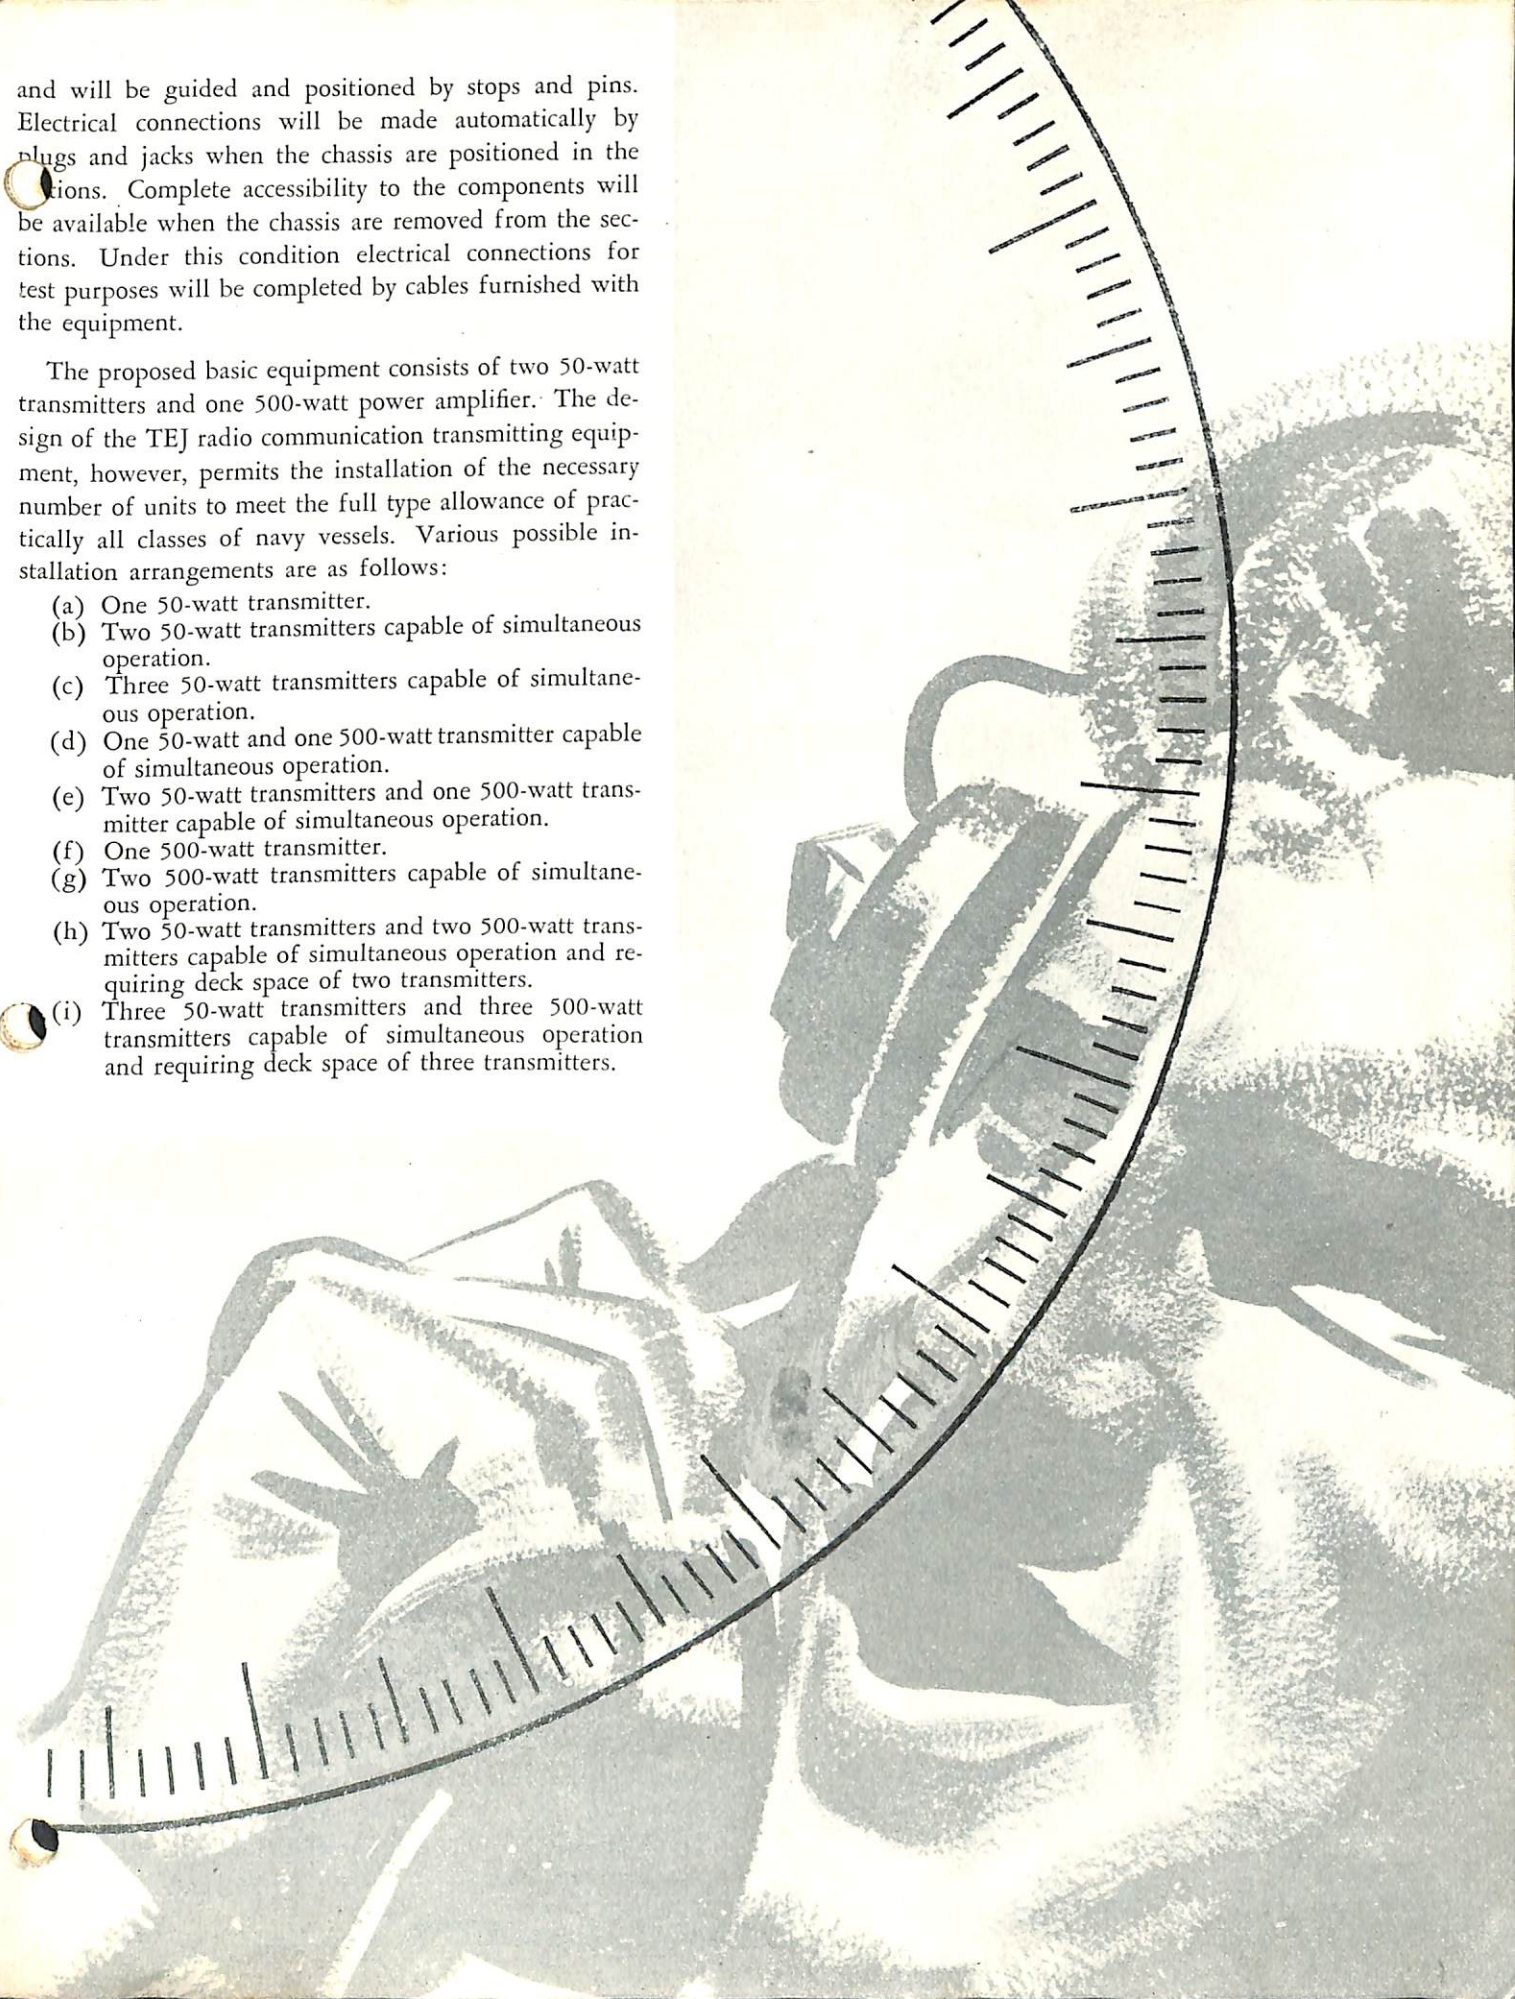 and will be guided and positioned by stops and pins.
Electrical connections will be made automatically by
plugs and jacks when the chassis are positioned in the
tions. Complete accessibility to the components will
be available when the chassis are removed from the sec-
tions. Under this condition electrical connections for
test purposes will be completed by cables furnished with
the equipment.
The proposed basic equipment consists of two 50-watt
transmitters and one 500-watt power amplifier. The de-
sign of the TEJ radio communication transmitting equip-
ment, however, permits the installation of the necessary
number of units to meet the full type allowance of prac-
tically all classes of navy vessels. Various possible in-
stallation arrangements are as follows:
(a) One 50-watt transmitter.
(b) Two 50-watt transmitters capable of simultaneous
operation.
(c) Three 50-watt transmitters capable of simultane-
ous operation.
(d) One 50-watt and one 500-watt transmitter capable
of simultaneous operation.
(e) Two 50-watt transmitters and one 500-watt trans-
mitter capable of simultaneous operation.
(f) One 500-watt transmitter.
(g) Two 500-watt transmitters capable of simultane-
ous operation.
(h) Two 50-watt transmitters and two 500-watt trans-
mitters capable of simultaneous operation and re-
quiring deck space of two transmitters.
(i) Three 50-watt transmitters and three 500-watt
transmitters capable of simultaneous operation
and requiring deck space of three transmitters.